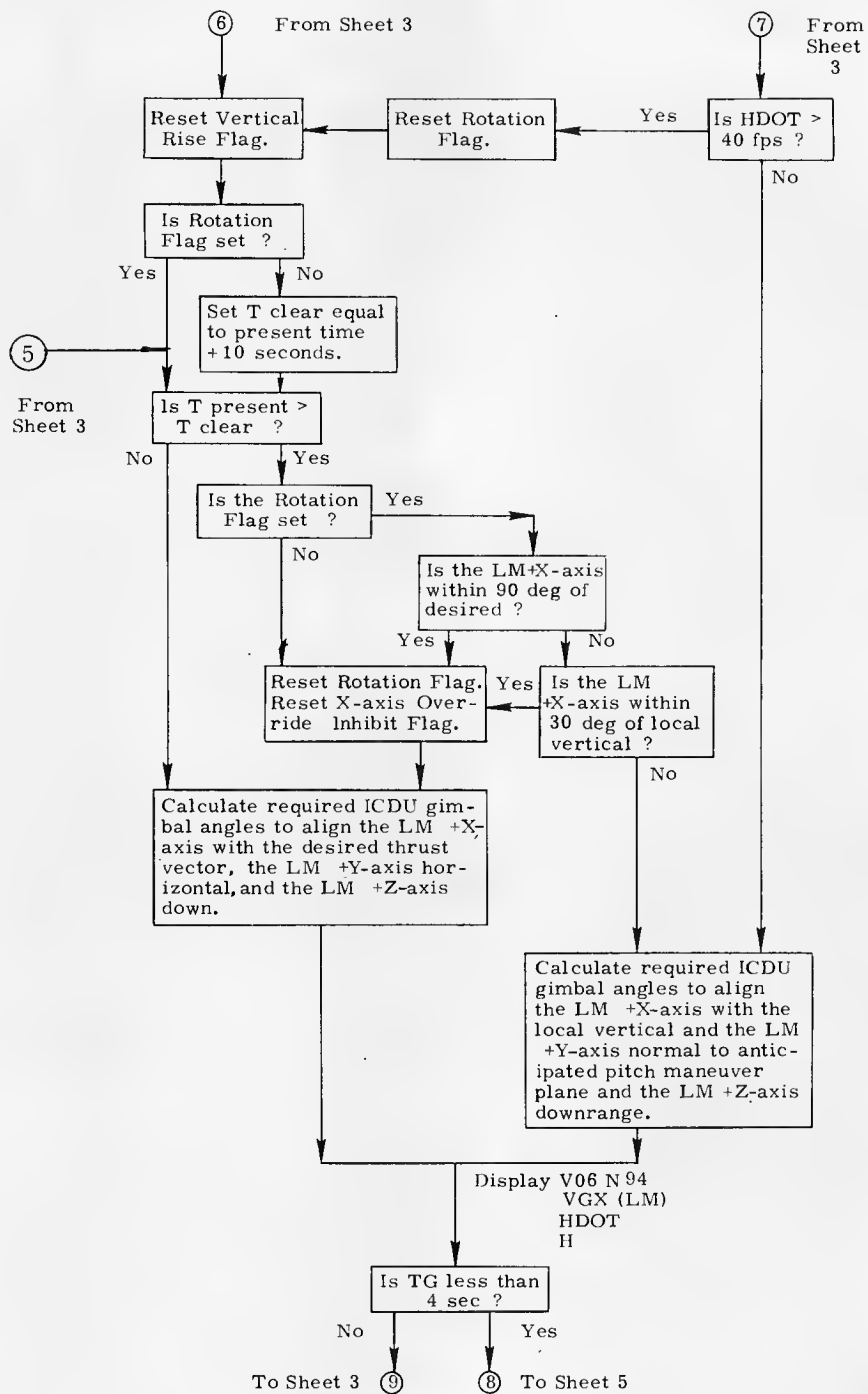 6 From Sheet 3
7 From
Sheet
3
Reset Vertical
Rise Flag.
Reset Rotation
Flag.
Yes
Is HDOT >
40 fps ?
No
Is Rotation
Flag set ?
Yes
No
Set T clear equal
to present time
+10 seconds.
5
From
Sheet 3
Is T present >
T clear ?
No
Yes
Is the Rotation
Flag set ?
Yes
No
Is the LM+X-axis
within 90 deg of
desired ?
Yes
No
Reset Rotation Flag.
Reset X-axis Over-
ride Inhibit Flag.
Yes
Is the LM
+X-axis within
30 deg of local
vertical ?
No
Calculate required ICDU gim-
bal angles to align the LM +X-
axis with the desired thrust
vector, the LM +Y-axis hor-
izontal, and the LM +Z-axis
down.
Calculate required ICDU
gimbal angles to align
the LM +X-axis with the
local vertical and the LM
+Y-axis normal to antic-
ipated pitch maneuver
plane and the LM +Z-axis
downrange.
Display V06 N 94
VGX (LM)
HDOT
H
Is TG less than
4 sec ?
No
Yes
To Sheet 3 9
8 To Sheet 5